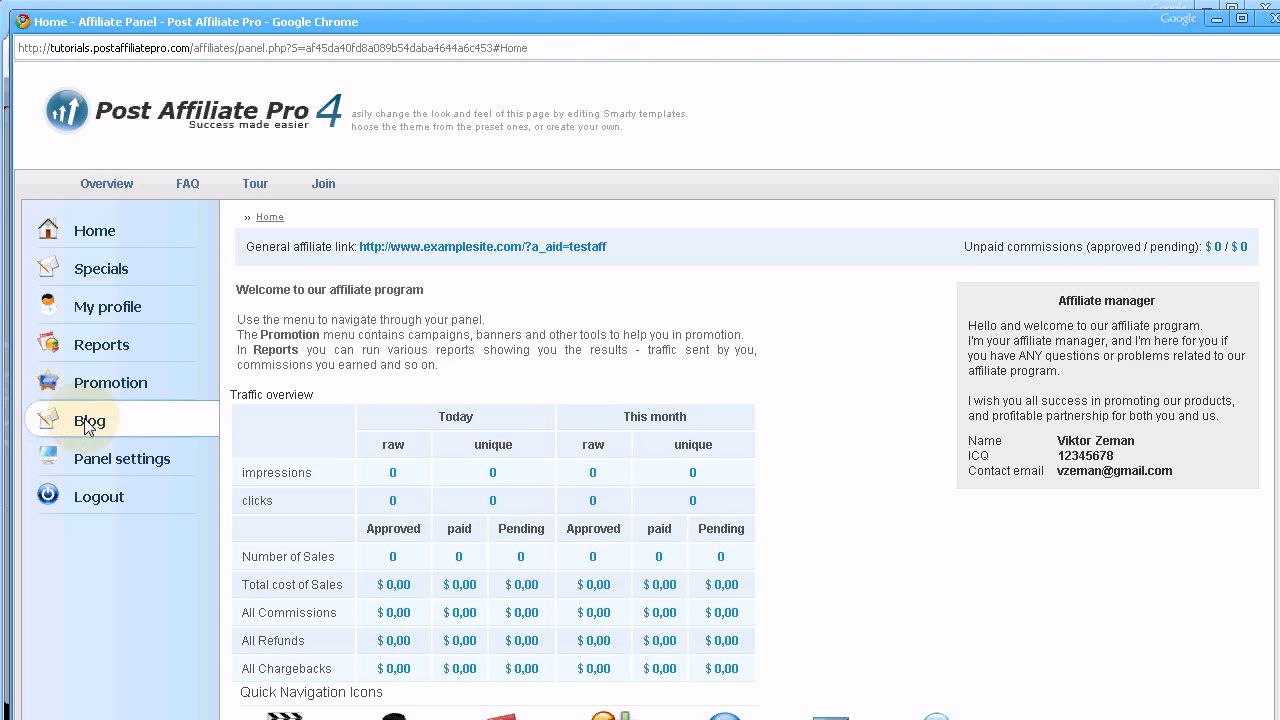 Google
Home - Affiliate Panel - Post Affiliate Pro - Google Chrome
Google
http://tutorials.postaffiliatepro.com/affiliates/panel.php?S=af45da40fd8a089b54daba4644a6c453#Home
Post Affiliate Pro 4
Success made easier
asily change the look and feel of this page by editing Smarty templates.
hoose the theme from the preset ones, or create your own.
Overview FAQ Tour Join
Home
Specials
My profile
Reports
Promotion
Blog
Panel settings
Logout
» Home
General affiliate link: http://www.examplesite.com/?a_aid=testaff Unpaid commissions (approved / pending): $ 0 / $ 0
Welcome to our affiliate program
Use the menu to navigate through your panel.
The Promotion menu contains campaigns, banners and other tools to help you in promotion.
In Reports you can run various reports showing you the results - traffic sent by you,
commissions you earned and so on.
Affiliate manager
Hello and welcome to our affiliate program.
I'm your affiliate manager, and I'm here for you if
you have ANY questions or problems related to our
affiliate program.
I wish you all success in promoting our products,
and profitable partnership for both you and us.
Name Viktor Zeman
ICQ 12345678
Contact email vzeman@gmail.com
Traffic overview
Today This month
raw unique raw unique
impressions 0 0 0 0
clicks 0 0 0 0
Approved paid Pending Approved paid Pending
Number of Sales 0 0 0 0 0 0
Total cost of Sales $ 0,00 $ 0,00 $ 0,00 $ 0,00 $ 0,00 $ 0,00
All Commissions $ 0,00 $ 0,00 $ 0,00 $ 0,00 $ 0,00 $ 0,00
All Refunds $ 0,00 $ 0,00 $ 0,00 $ 0,00 $ 0,00 $ 0,00
All Chargebacks $ 0,00 $ 0,00 $ 0,00 $ 0,00 $ 0,00 $ 0,00
Quick Navigation Icons